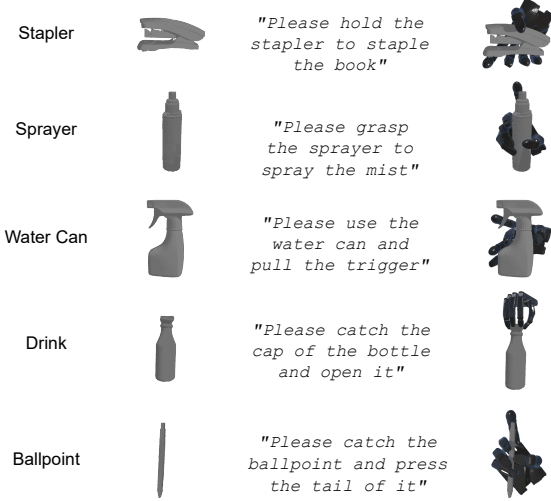 Stapler
"Please hold the
stapler to staple
the book"
Sprayer
"Please grasp
the sprayer to
spray the mist"
Water Can
"Please use the
water can and
pull the trigger"
Drink
"Please catch the
cap of the bottle
and open it"
Ballpoint
"Please catch the
ballpoint and press
the tail of it"